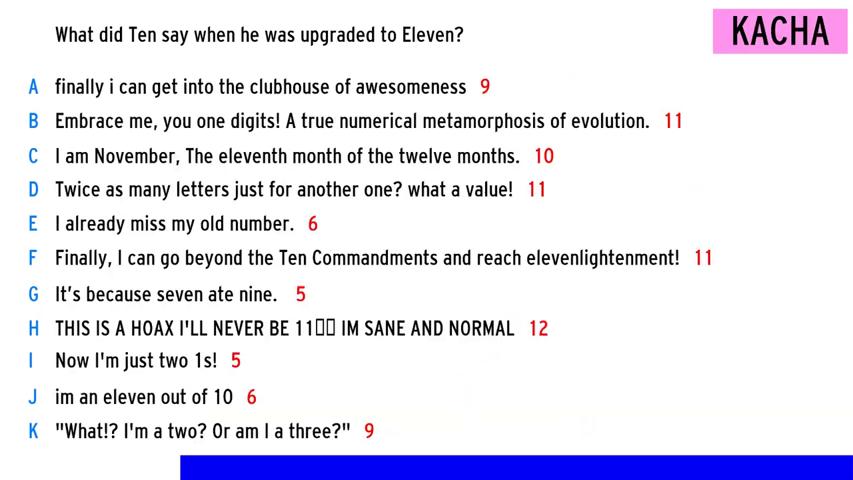 What did Ten say when he was upgraded to Eleven?
KACHA
A finally i can get into the clubhouse of awesomeness 9
B Embrace me, you one digits! A true numerical metamorphosis of evolution. 11
C I am November, The eleventh month of the twelve months. 10
D Twice as many letters just for another one? what a value! 11
E I already miss my old number. 6
F Finally, I can go beyond the Ten Commandments and reach elevenlightenment! 11
G It's because seven ate nine. 5
H THIS IS A HOAX I'LL NEVER BE 11▯▯ IM SANE AND NORMAL 12
I Now I'm just two 1s! 5
J im an eleven out of 10 6
K "What!? I'm a two? Or am I a three?" 9